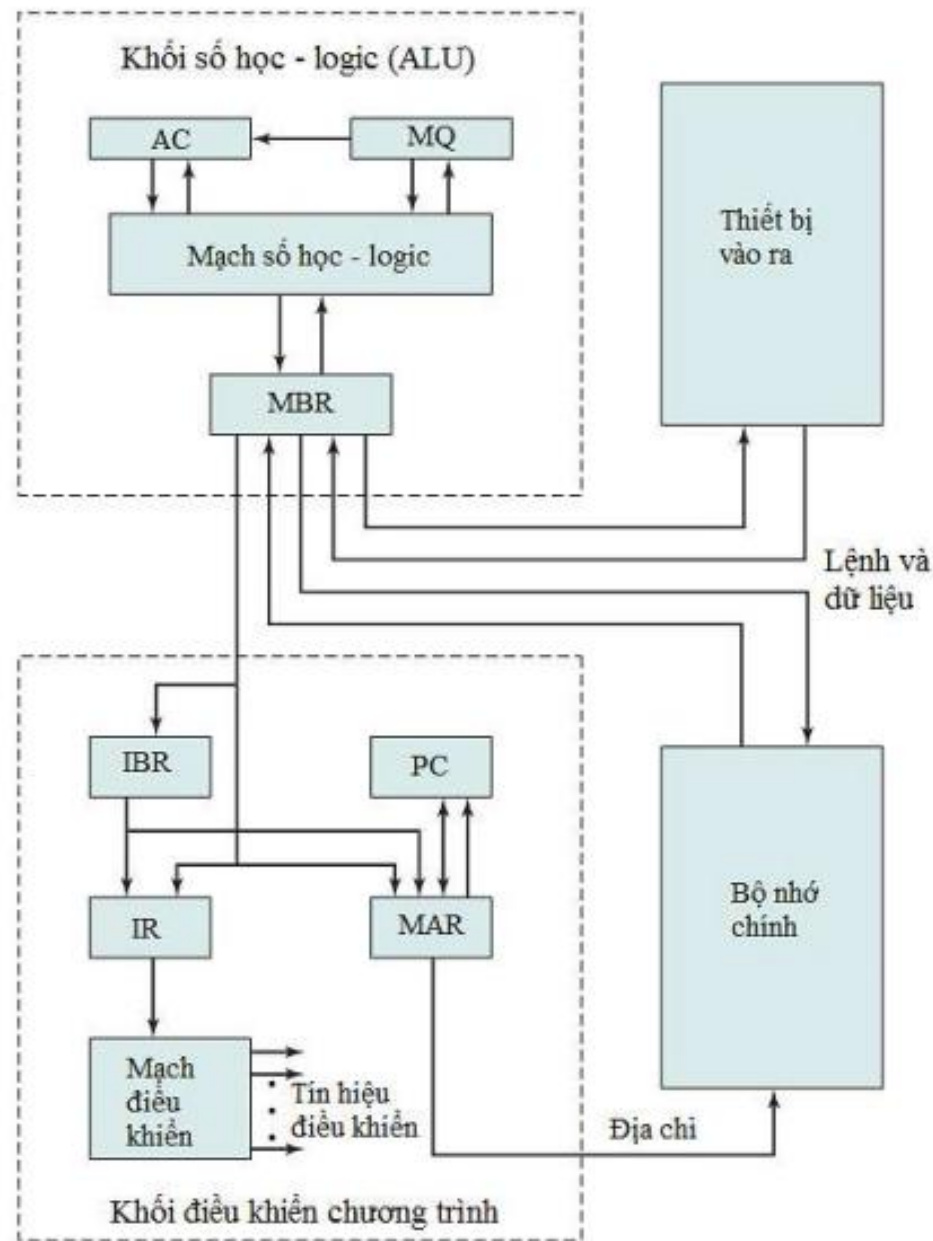 Khối số học - logic (ALU)
AC
MQ
Mạch số học - logic
MBR
Thiết bị
vào ra
Lệnh và
dữ liệu
IBR
PC
IR
MAR
Bộ nhớ
chính
Mạch
điều
khiển
Tín hiệu
điều khiển
Địa chỉ
Khối điều khiển chương trình